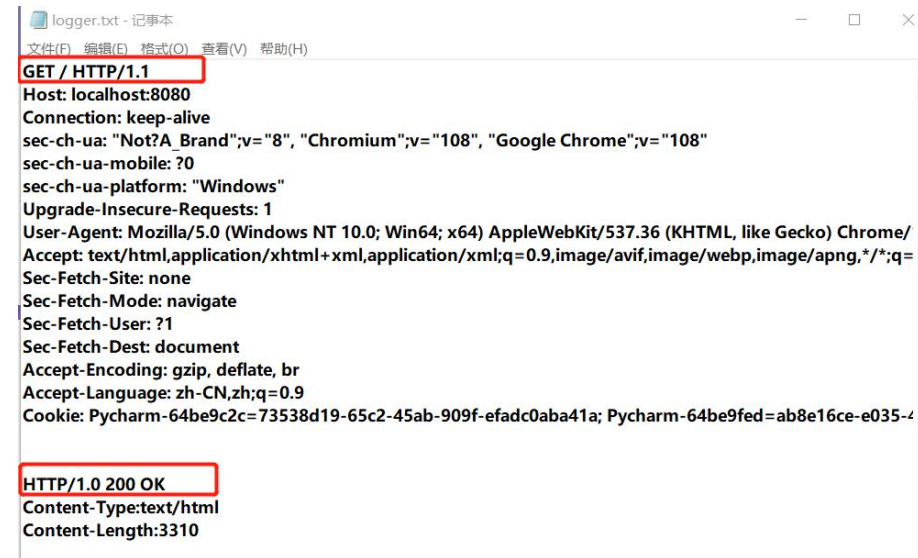 logger.txt - 记事本
文件(F) 编辑(E) 格式(O) 查看(V) 帮助(H)
GET / HTTP/1.1
Host: localhost:8080
Connection: keep-alive
sec-ch-ua: "Not?A_Brand";v="8", "Chromium";v="108", "Google Chrome";v="108"
sec-ch-ua-mobile: ?0
sec-ch-ua-platform: "Windows"
Upgrade-Insecure-Requests: 1
User-Agent: Mozilla/5.0 (Windows NT 10.0; Win64; x64) AppleWebKit/537.36 (KHTML, like Gecko) Chrome/
Accept: text/html,application/xhtml+xml,application/xml;q=0.9,image/avif,image/webp,image/apng,*/*;q=
Sec-Fetch-Site: none
Sec-Fetch-Mode: navigate
Sec-Fetch-User: ?1
Sec-Fetch-Dest: document
Accept-Encoding: gzip, deflate, br
Accept-Language: zh-CN,zh;q=0.9
Cookie: Pycharm-64be9c2c=73538d19-65c2-45ab-909f-efadc0aba41a; Pycharm-64be9fed=ab8e16ce-e035-
HTTP/1.0 200 OK
Content-Type:text/html
Content-Length:3310